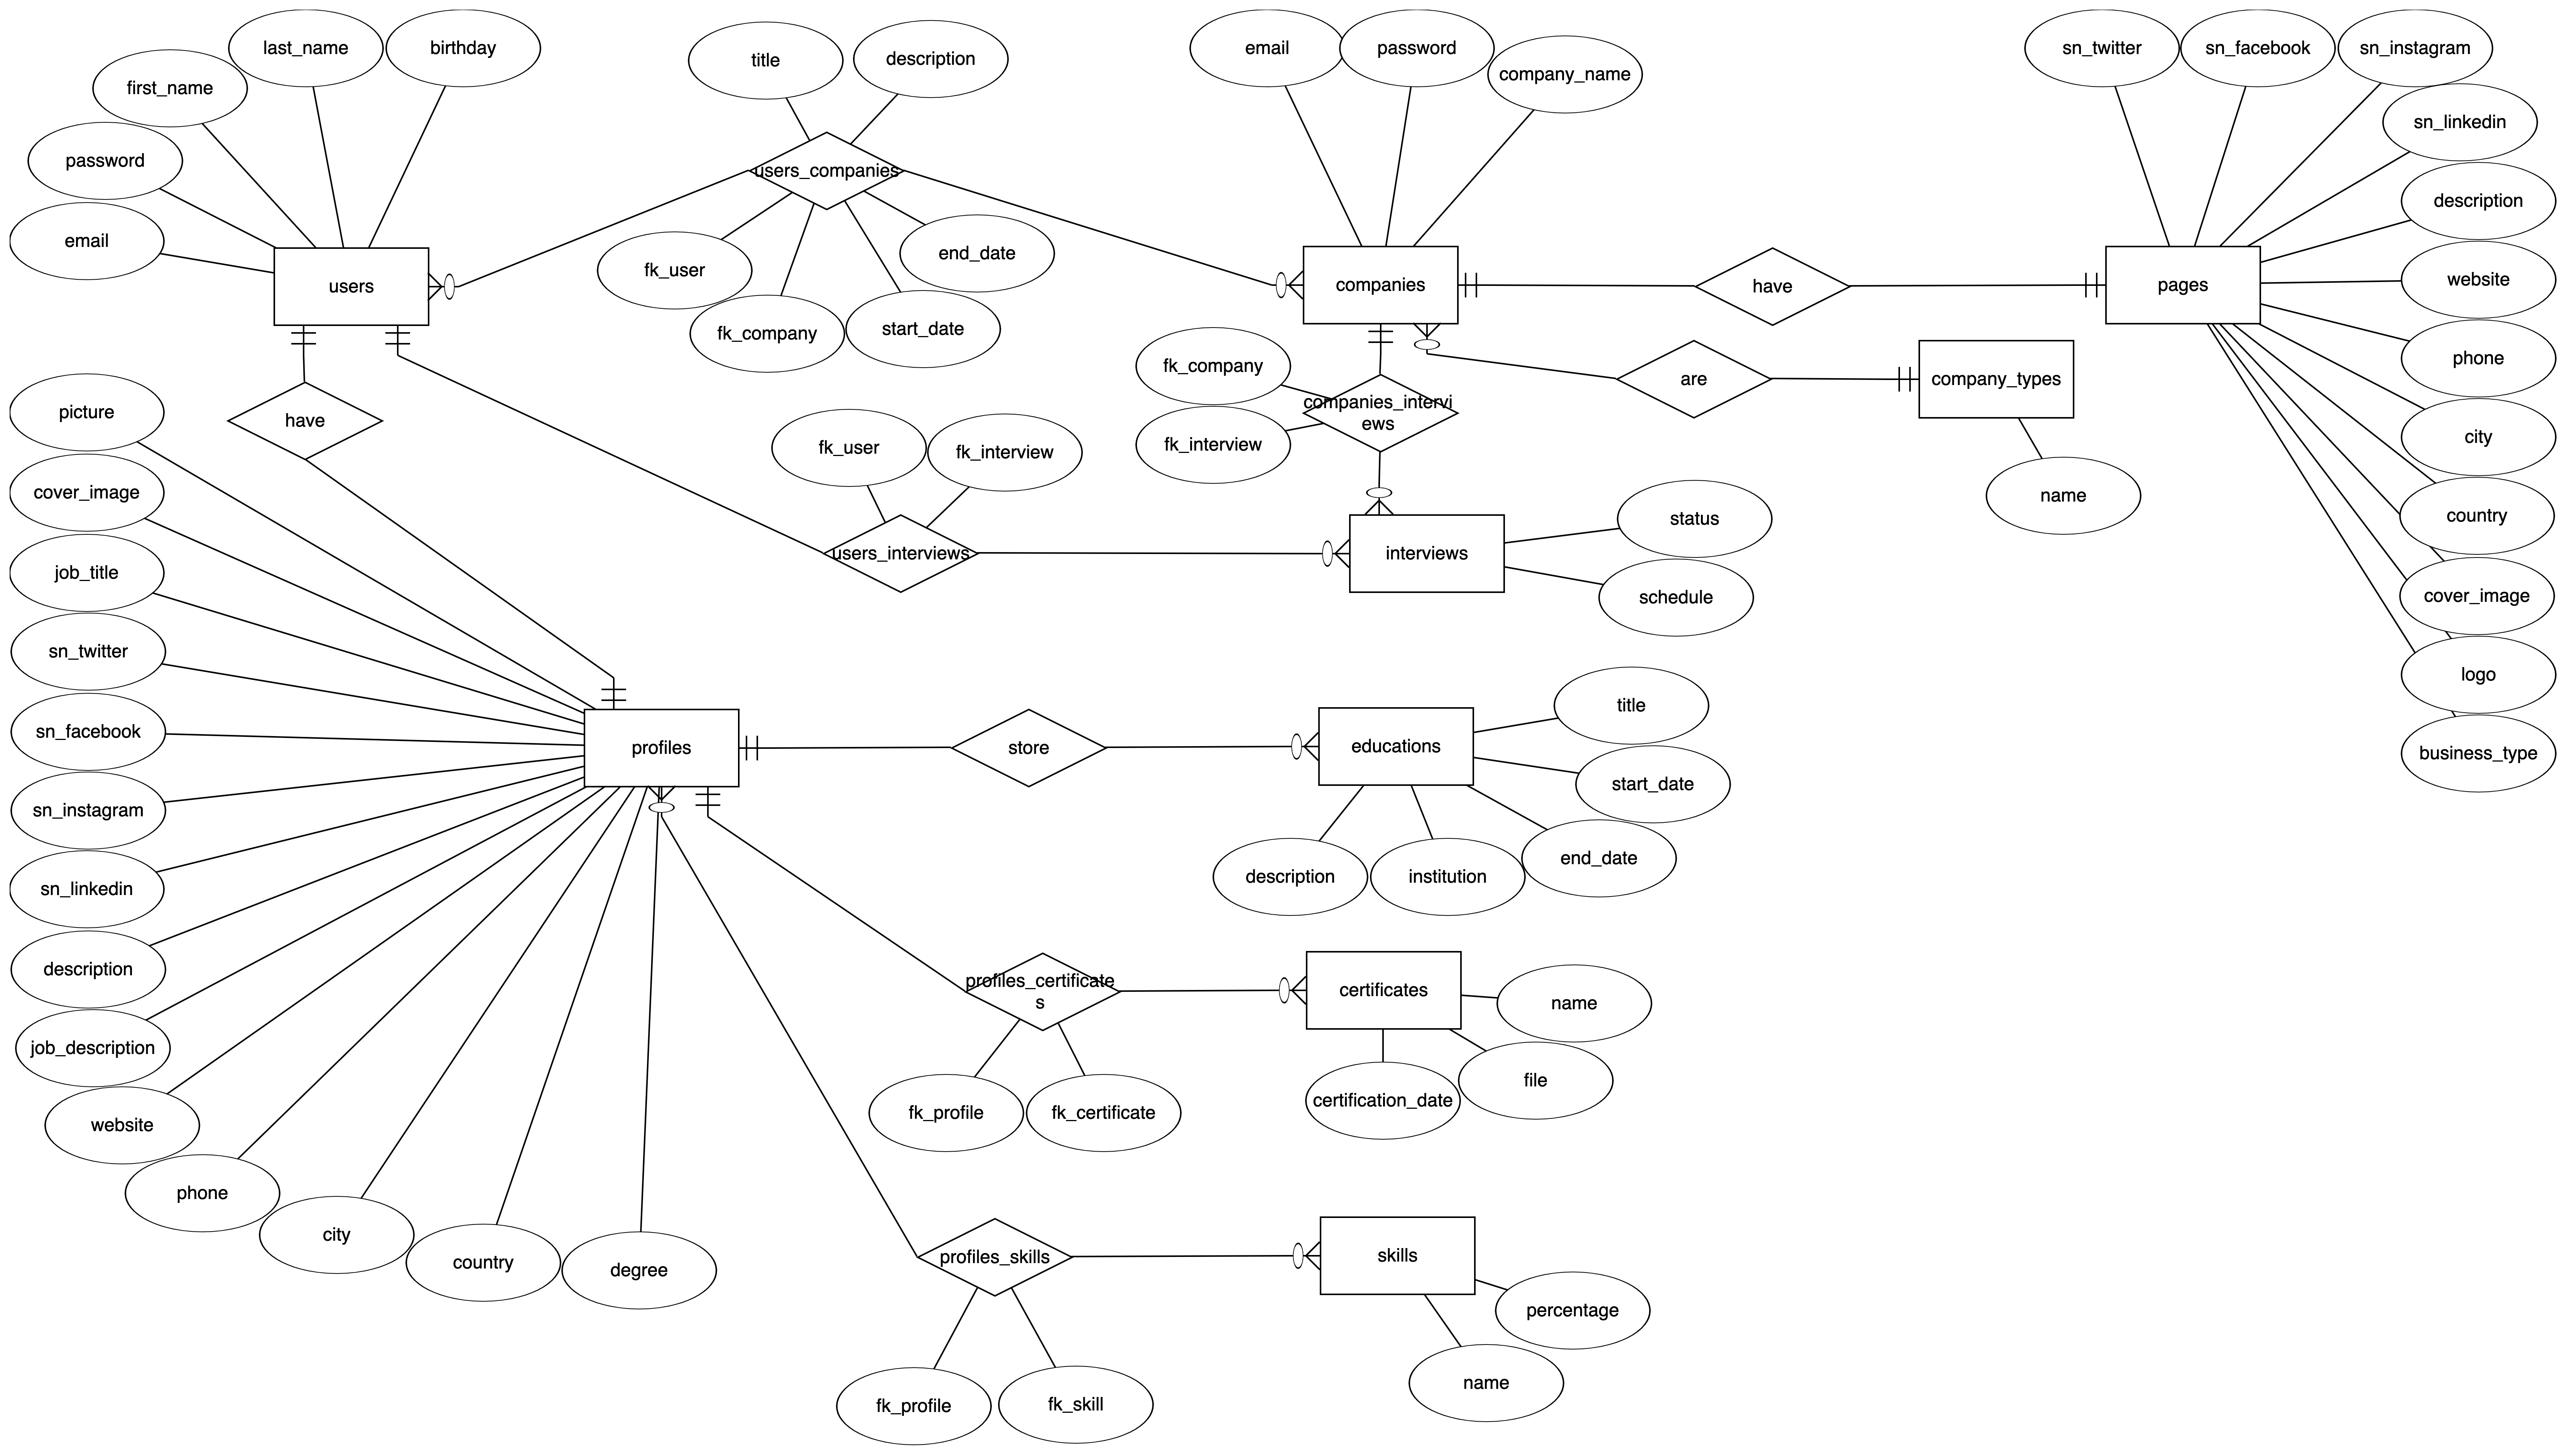 last_name
birthday
first_name
password
email
users
title
description
users_companies
fk_user
fk_company
start_date
end_date
email
password
company_name
companies
have
sn_twitter
sn_facebook
sn_instagram
sn_linkedin
description
website
phone
city
country
cover_image
logo
business_type
pages
are
company_types
name
fk_company
fk_interview
companies_intervi
ews
have
fk_user
fk_interview
users_interviews
interviews
status
schedule
picture
cover_image
job_title
sn_twitter
sn_facebook
sn_instagram
sn_linkedin
description
job_description
website
phone
city
country
degree
profiles
store
educations
title
start_date
end_date
institution
description
profiles_certificate
s
fk_profile
fk_certificate
certificates
name
file
certification_date
profiles_skills
fk_profile
fk_skill
skills
percentage
name